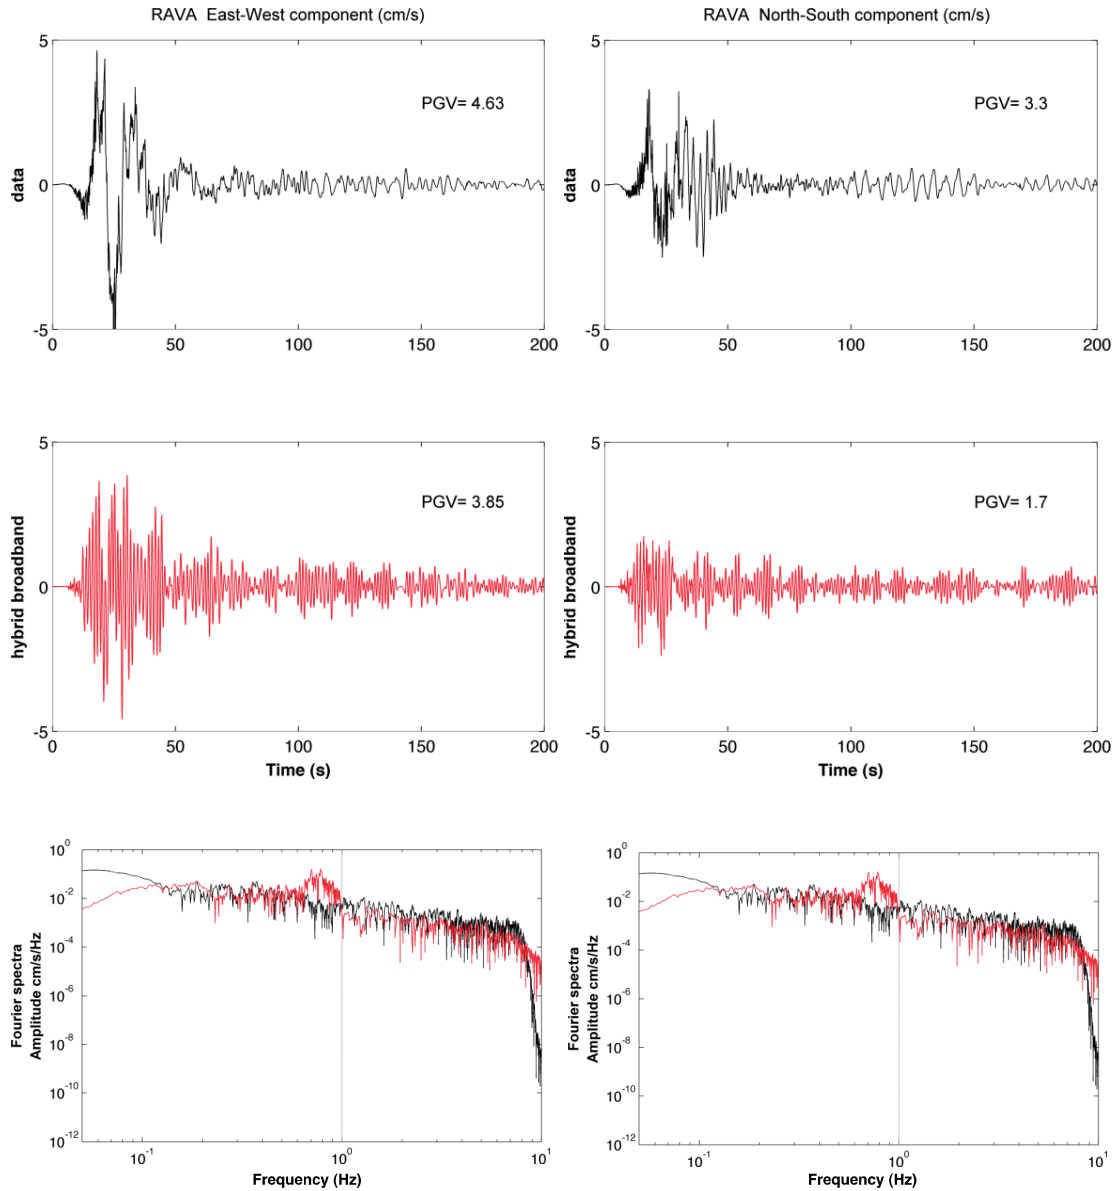 RAVA East-West component (cm/s)
5
0
-5
data
PGV= 4.63
0
50
100
150
200
RAVA North-South component (cm/s)
5
0
-5
data
PGV= 3.3
0
50
100
150
200
5
0
-5
hybrid broadband
PGV= 3.85
0
50
100
150
200
Time (s)
5
0
-5
hybrid broadband
PGV= 1.7
0
50
100
150
200
Time (s)
10^0
10^-2
10^-4
10^-6
10^-8
10^-10
10^-12
Fourier spectra
Amplitude cm/s/Hz
10^-1
10^0
10^1
Frequency (Hz)
10^0
10^-2
10^-4
10^-6
10^-8
10^-10
10^-12
Fourier spectra
Amplitude cm/s/Hz
10^-1
10^0
10^1
Frequency (Hz)